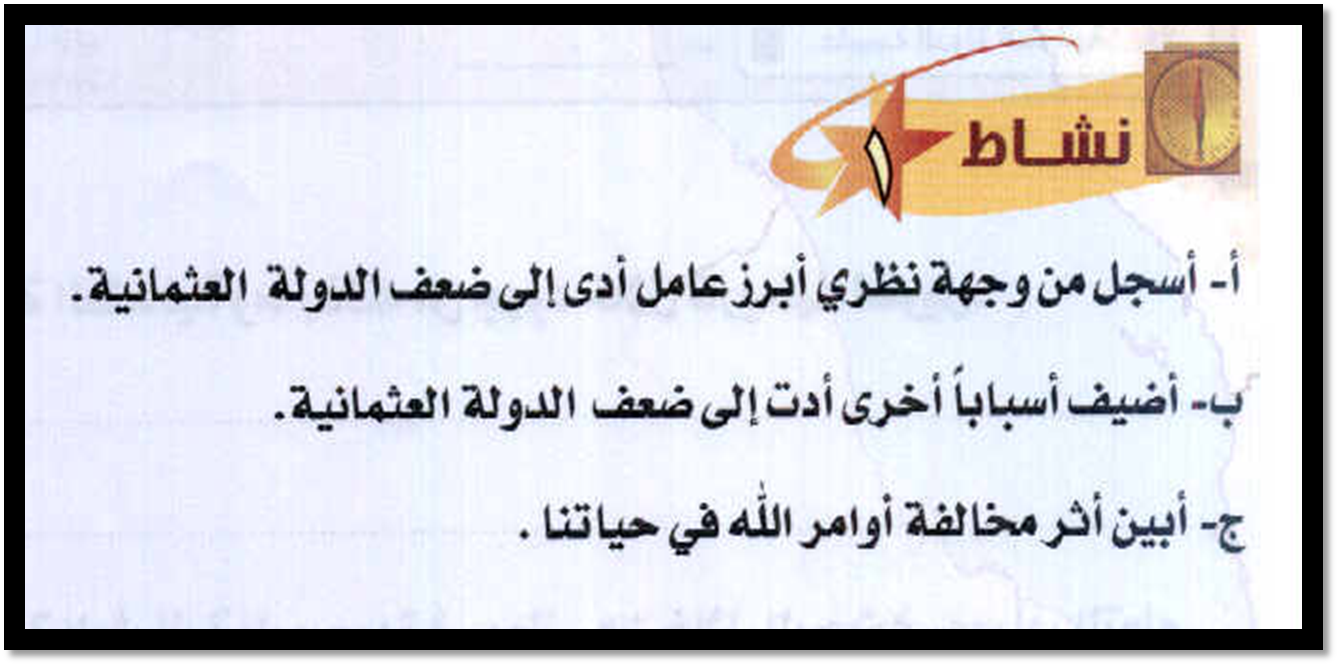 نشاط ١
أ- أسجل من وجهة نظري أبرز عامل أدى إلى ضعف الدولة العثمانية.
ب- أضيف أسباباً أخرى أدت إلى ضعف الدولة العثمانية.
ج- أبين أثر مخالفة أوامر الله في حياتنا .